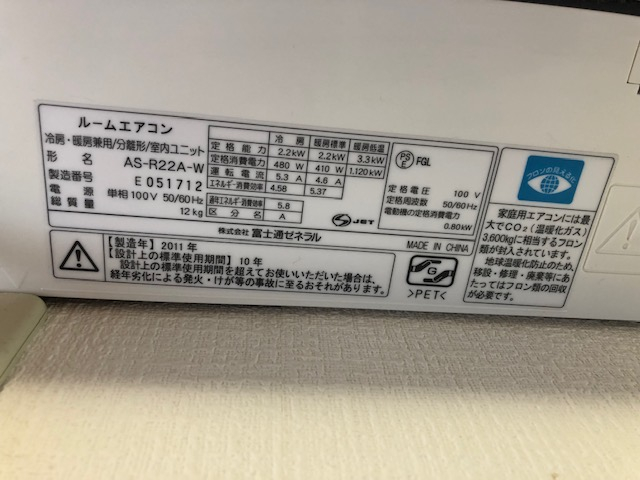 ルームエアコン
冷房・暖房兼用/分離形/室内ユニット
形 名 AS-R22A-W
製造番号 E 051712
電源 単相100V 50/60Hz
総質量 12kg
冷房 暖房標準 暖房低温
定格能力 2.2kW 2.2kW 3.3kW
定格消費電力 480 W 410 W 1,120kW
運転電流 5.3 A 4.6 A
エネルギー消費効率 4.58 5.37
通年エネルギー消費効率 5.8
区分名 A
PS
E
FGL
定格電圧 100 V
定格周波数 50/60Hz
電動機の定格消費電力
0.80kW
JET
株式会社 富士通ゼネラル
MADE IN CHINA
【製造年】2011年
【設計上の標準使用期間】10年
設計上の標準使用期間を超えてお使いいただいた場合は、
経年劣化による発火・けが等の事故に至るおそれがあります。
G
>PET<
フロンの見える化
家庭用エアコンには最
大でCO₂（温暖化ガス）
3,600kgに相当するフロン
類が封入されています。
地球温暖化防止のため、
移設・修理・廃棄等にあ
たってはフロン類の回収
が必要です。